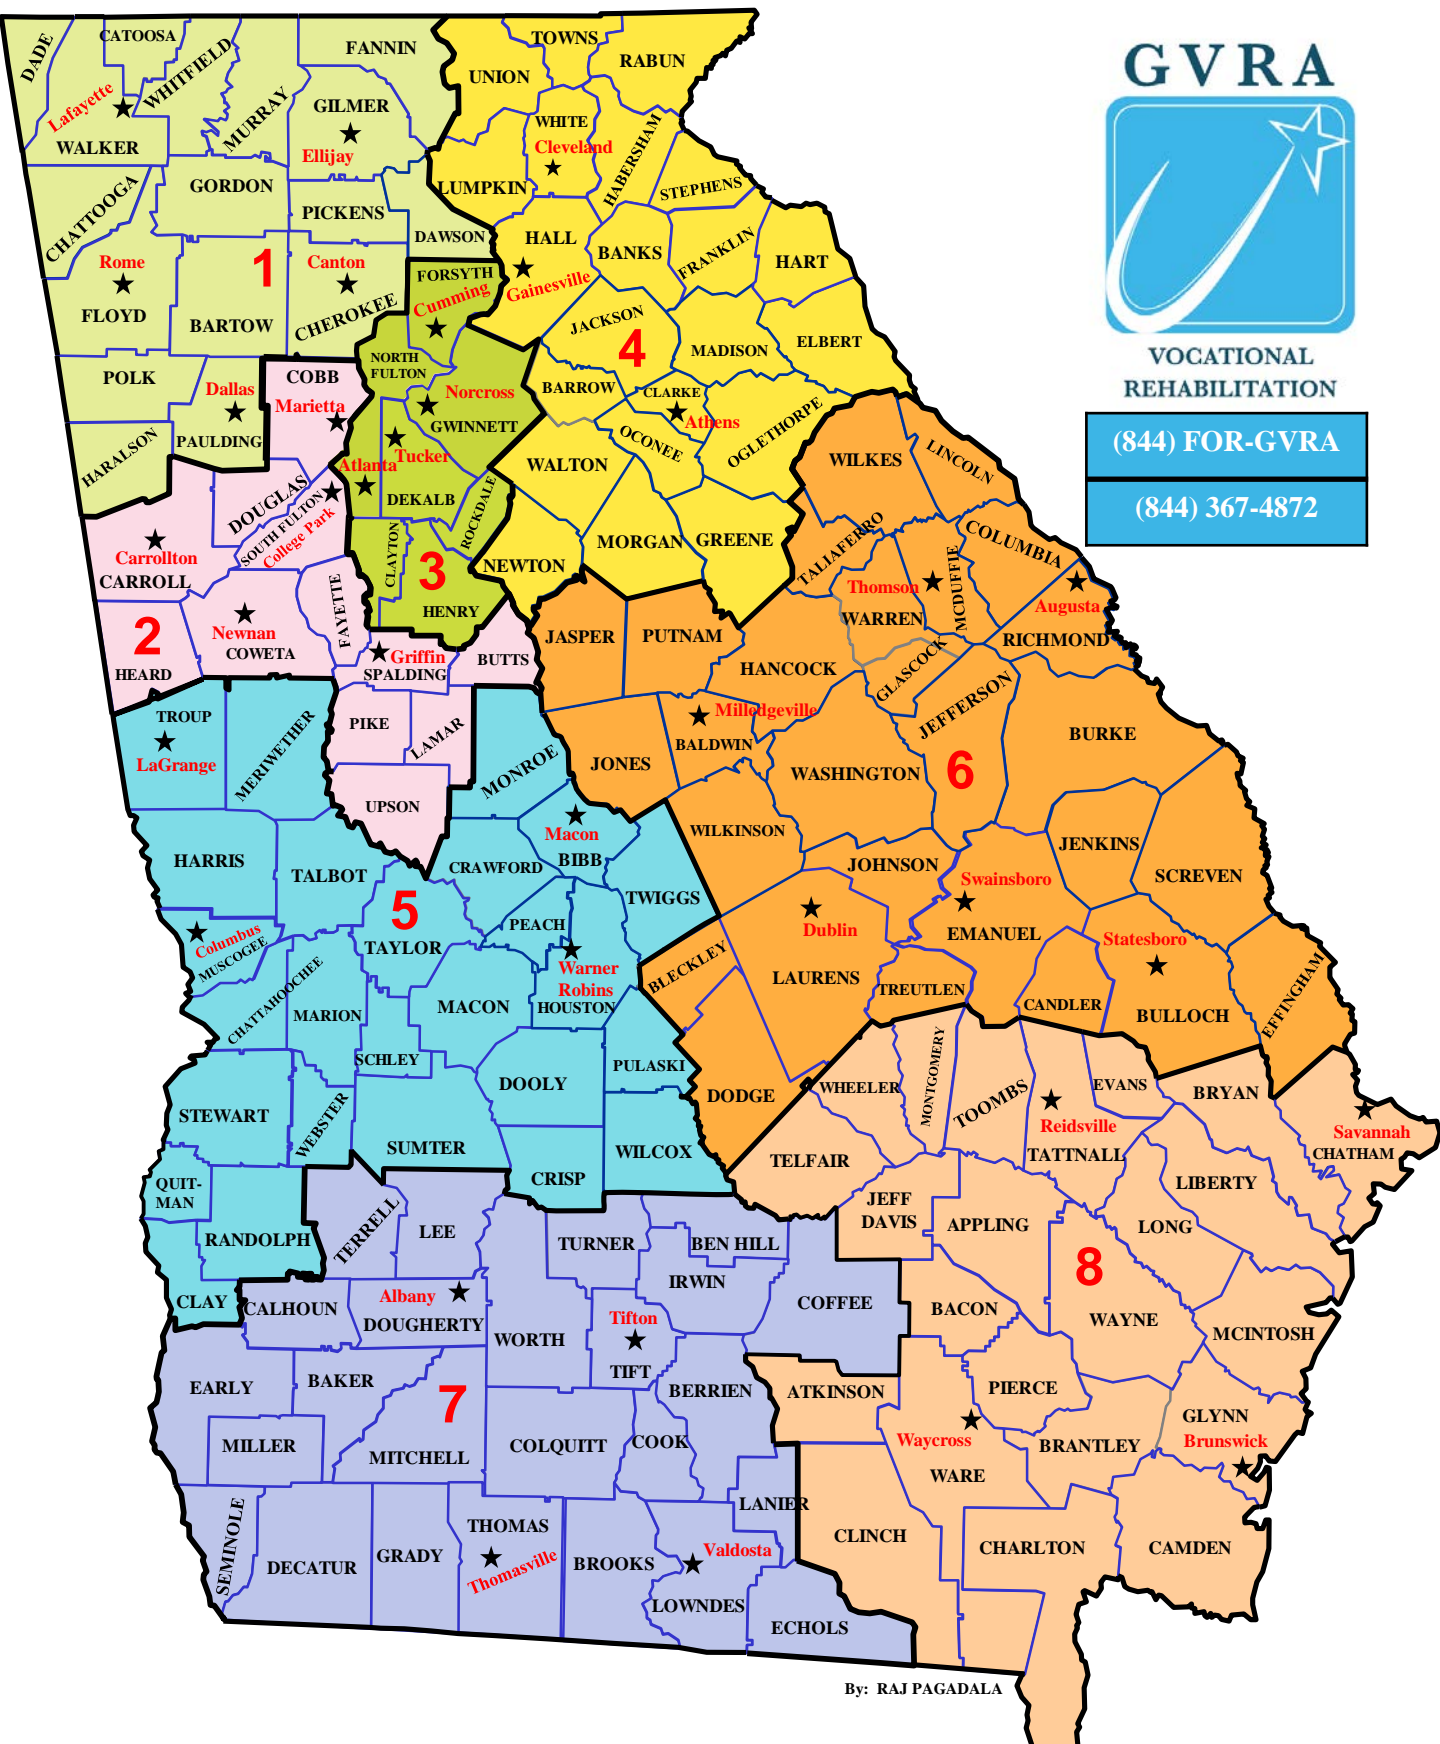 GVRA
VOCATIONAL
REHABILITATION
(844) FOR-GVRA
(844) 367-4872
DADE
CATOOSA
WHITFIELD
MURRAY
FANNIN
GILMER
Lafayette
WALKER
Ellijay
CHATTOOGA
GORDON
PICKENS
DAWSON
Rome
FLOYD
BARTOW
1
Canton
CHEROKEE
POLK
Dallas
PAULDING
HARALSON
TOWNS
UNION
RABUN
WHITE
Cleveland
HABERSHAM
STEPHENS
LUMPKIN
HALL
Gainesville
BANKS
FRANKLIN
HART
JACKSON
4
MADISON
ELBERT
BARROW
CLARKE
Athens
OCONEE
OGLETHORPE
WALTON
MORGAN
GREENE
NEWTON
FORSYTH
Cumming
NORTH
FULTON
Norcross
GWINNETT
Tucker
Atlanta
DEKALB
ROCKDALE
CLAYTON
3
HENRY
COBB
Marietta
DOUGLAS
SOUTH FULTON
College Park
Carrollton
CARROLL
2
HEARD
Newnan
COWETA
FAYETTE
Griffin
SPALDING
BUTTS
PIKE
LAMAR
UPSON
WILKES
LINCOLN
TALIAFERRO
COLUMBIA
MCDUFFIE
Thomson
WARREN
Augusta
RICHMOND
JASPER
PUTNAM
HANCOCK
GLASCOCK
JEFFERSON
BURKE
JONES
Milledgeville
BALDWIN
WASHINGTON
6
WILKINSON
JOHNSON
JENKINS
SCREVEN
Swainsboro
EMANUEL
Dublin
LAURENS
Statesboro
BULLOCH
EFFINGHAM
TREUTLEN
CANDLER
BLECKLEY
DODGE
TROUP
LaGrange
MERIWETHER
MONROE
HARRIS
TALBOT
Macon
BIBB
CRAWFORD
TWIGGS
5
TAYLOR
PEACH
Columbus
MUSCOGEE
CHATTAHOOCHEE
MARION
MACON
Warner
Robins
HOUSTON
SCHLEY
DOOLY
PULASKI
STEWART
WEBSTER
SUMTER
CRISP
WILCOX
QUIT-
MAN
RANDOLPH
CLAY
TERRELL
LEE
TURNER
BEN HILL
IRWIN
COFFEE
CALHOUN
Albany
DOUGHERTY
WORTH
Tifton
TIFT
EARLY
BAKER
7
BERRIEN
MILLER
MITCHELL
COLQUITT
COOK
LANIER
SEMINOLE
DECATUR
GRADY
THOMAS
Thomasville
BROOKS
Valdosta
LOWNDES
ECHOLS
WHEELER
MONTGOMERY
TOOMBS
EVANS
BRYAN
Reidsville
TATTNALL
Savannah
CHATHAM
TELFAIR
JEFF
DAVIS
APPLING
LIBERTY
LONG
8
BACON
WAYNE
MCINTOSH
ATKINSON
PIERCE
GLYNN
Waycross
WARE
BRANTLEY
Brunswick
CLINCH
CHARLTON
CAMDEN
By: RAJ PAGADALA